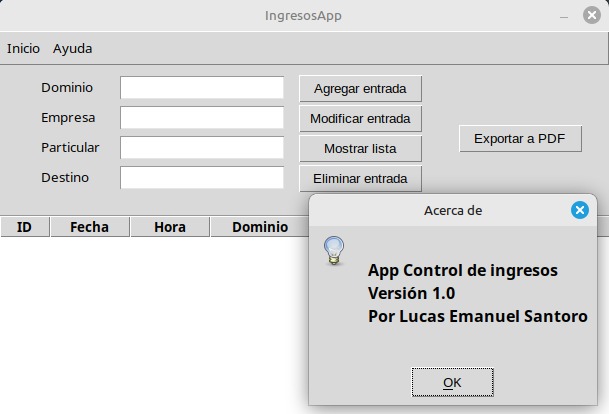 IngresosApp
Inicio Ayuda
Dominio Agregar entrada
Empresa Modificar entrada
Particular Mostrar lista Exportar a PDF
Destino Eliminar entrada
ID Fecha Hora Dominio
Acerca de
App Control de ingresos
Versión 1.0
Por Lucas Emanuel Santoro
OK